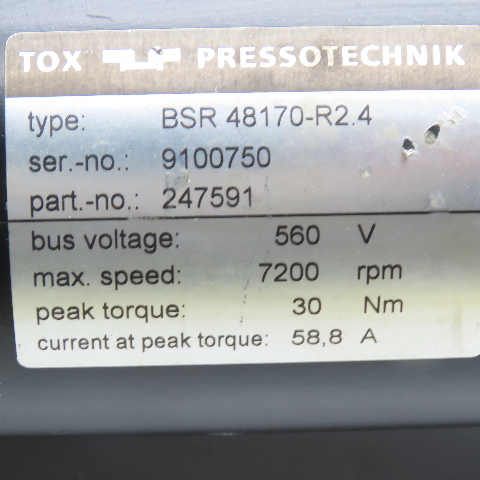 TOX PRESSOTECHNIK
type: BSR 48170-R2.4
ser.-no.: 9100750
part.-no.: 247591
bus voltage: 560 V
max. speed: 7200 rpm
peak torque: 30 Nm
current at peak torque: 58,8 A